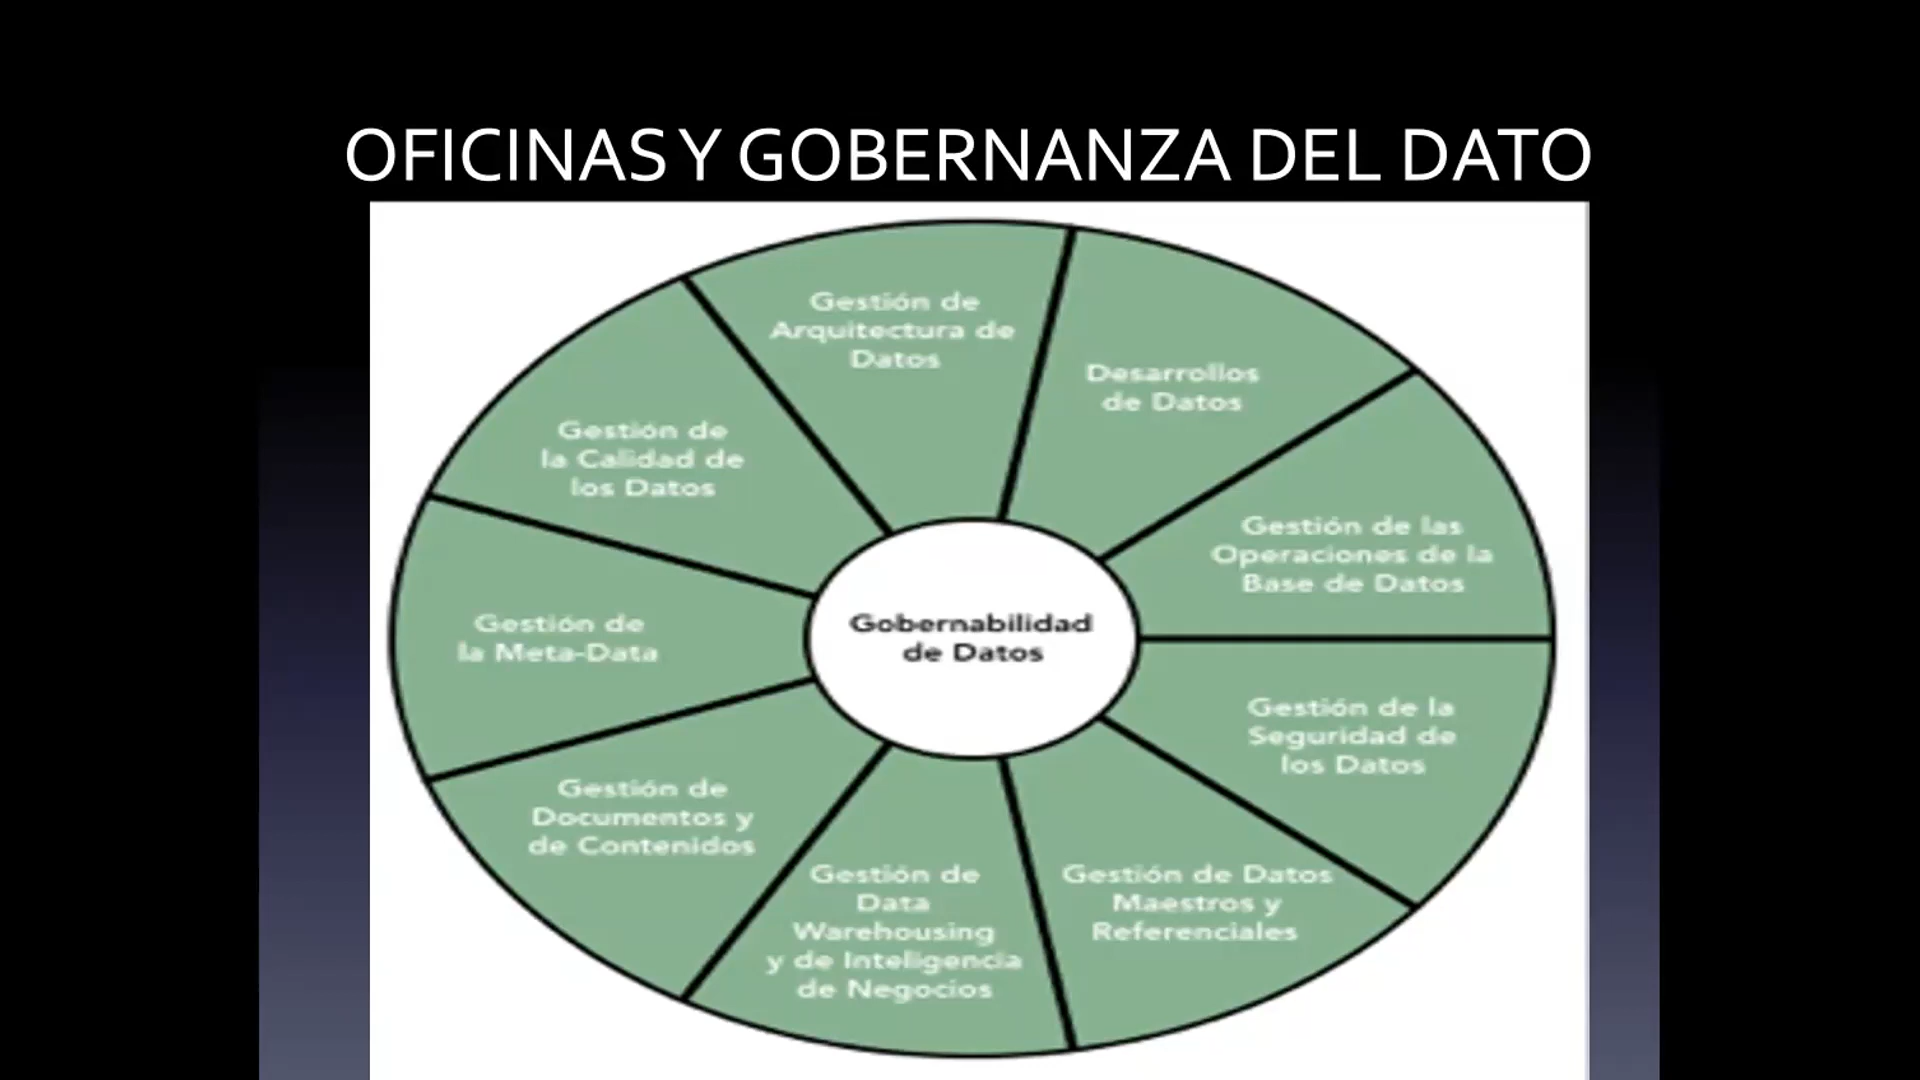 OFICINAS Y GOBERNANZA DEL DATO
Gestión de
Arquitectura de
Datos
Desarrollos
de Datos
Gestión de las
Operaciones de la
Base de Datos
Gestión de la
Seguridad de
los Datos
Gestión de Datos
Maestros y
Referenciales
Gestión de
Data
Warehousing
y de Inteligencia
de Negocios
Gestión de
Documentos y
de Contenidos
Gestión de
la Meta-Data
Gestión de
la Calidad de
los Datos
Gobernabilidad
de Datos